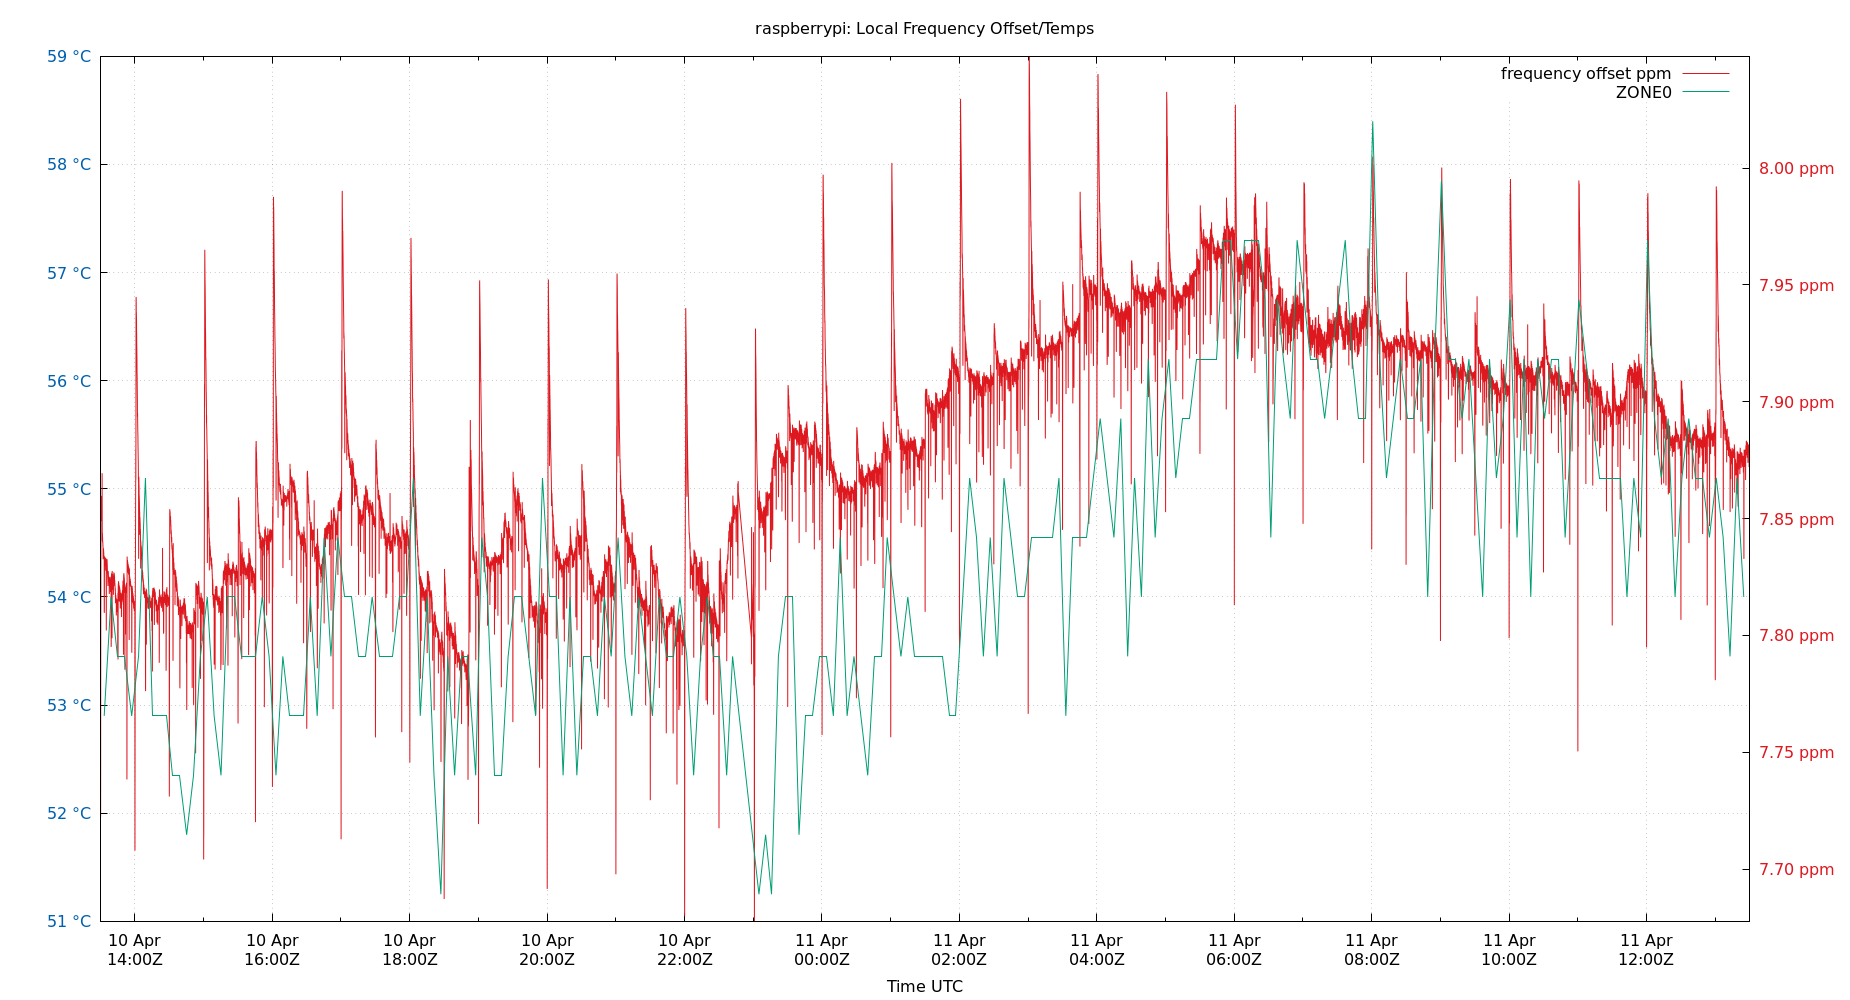 raspberrypi: Local Frequency Offset/Temps
frequency offset ppm
ZONE0
59 °C
58 °C
57 °C
56 °C
55 °C
54 °C
53 °C
52 °C
51 °C
8.00 ppm
7.95 ppm
7.90 ppm
7.85 ppm
7.80 ppm
7.75 ppm
7.70 ppm
10 Apr
14:00Z
10 Apr
16:00Z
10 Apr
18:00Z
10 Apr
20:00Z
10 Apr
22:00Z
11 Apr
00:00Z
11 Apr
02:00Z
11 Apr
04:00Z
11 Apr
06:00Z
11 Apr
08:00Z
11 Apr
10:00Z
11 Apr
12:00Z
Time UTC